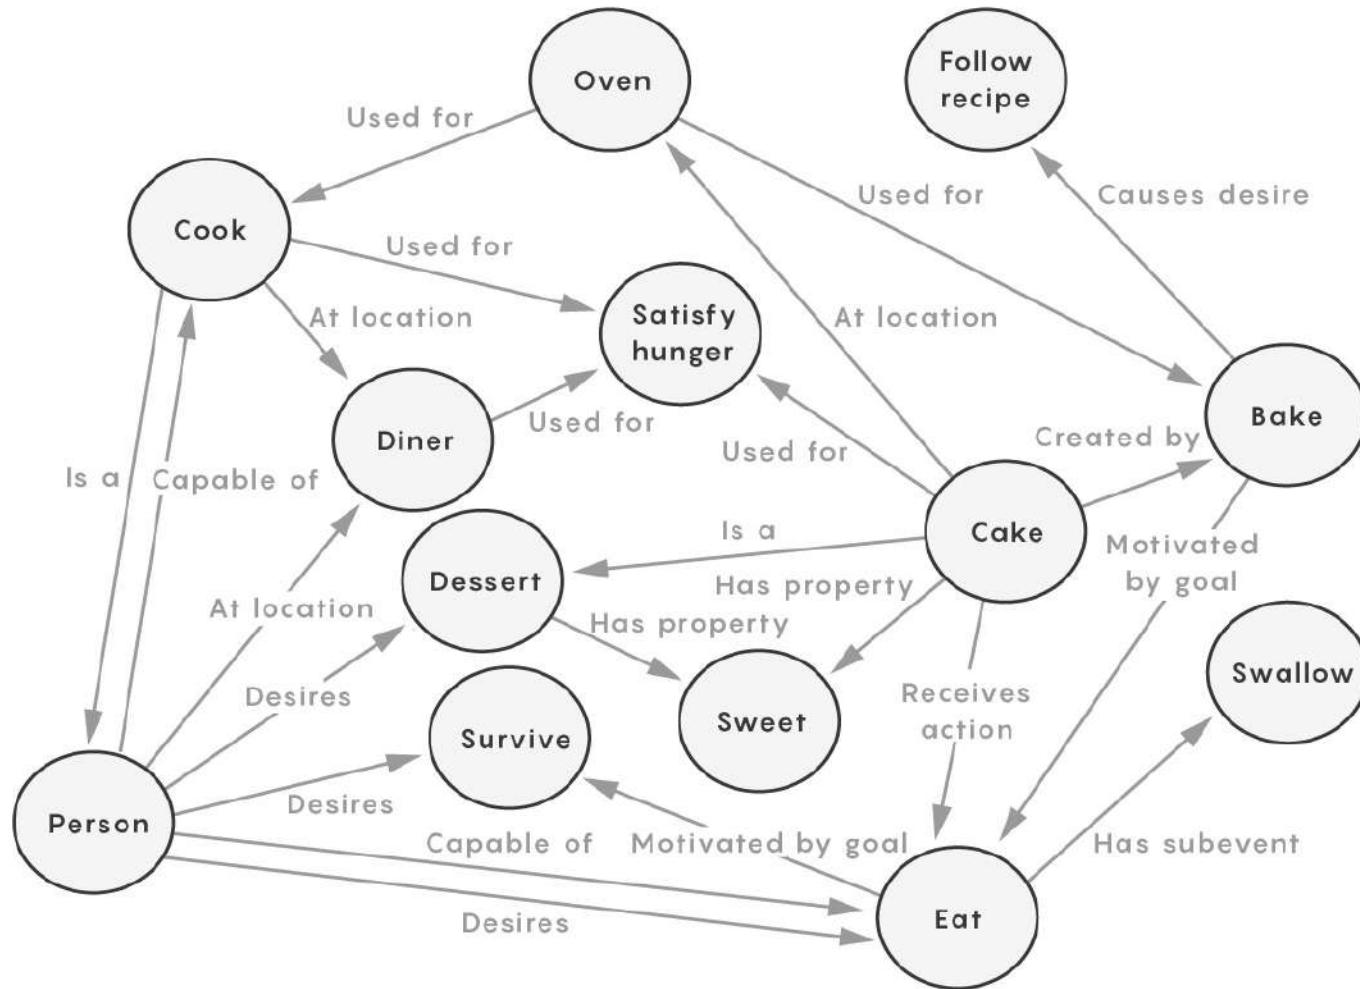 Oven
Follow
recipe
Used for
Used for
Causes desire
Cook
Used for
At location
Satisfy
hunger
At location
Diner
Used for
Used for
Created by
Bake
Is a
Capable of
Is a
Cake
Motivated
by goal
Dessert
Has property
At location
Has property
Desires
Survive
Sweet
Receives
action
Swallow
Person
Desires
Capable of
Motivated by goal
Has subevent
Desires
Eat